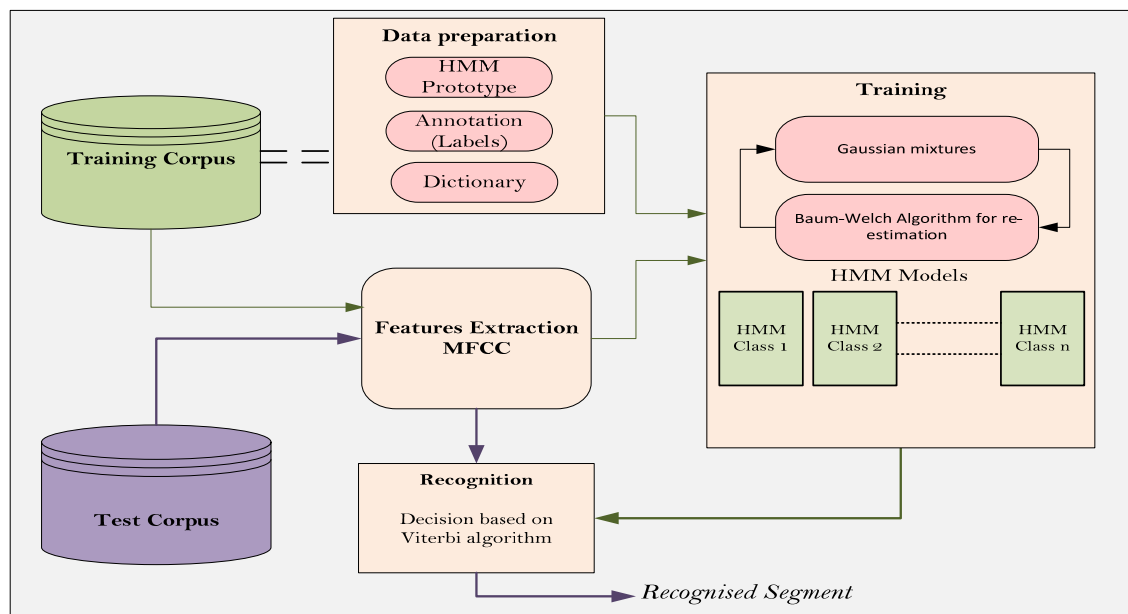 Data preparation
HMM
Prototype
Annotation
(Labels)
Dictionary
Training Corpus
Training
Gaussian mixtures
Baum-Welch Algorithm for re-
estimation
HMM Models
HMM
Class 1
HMM
Class 2
HMM
Class n
Features Extraction
MFCC
Test Corpus
Recognition
Decision based on
Viterbi algorithm
Recognised Segment